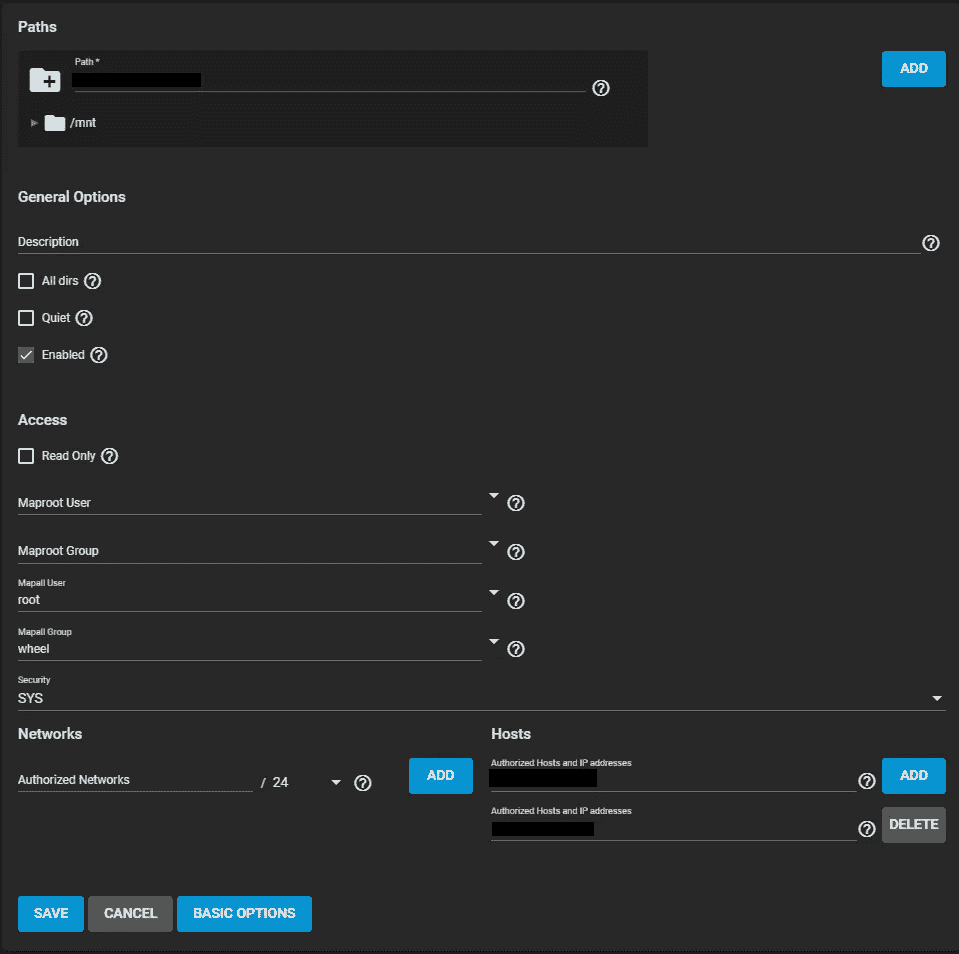 Paths
Path *
ADD
/mnt
General Options
Description
All dirs
Quiet
Enabled
Access
Read Only
Maproot User
Maproot Group
Mapall User
root
Mapall Group
wheel
Security
SYS
Networks
Hosts
Authorized Networks / 24
ADD
Authorized Hosts and IP addresses
ADD
Authorized Hosts and IP addresses
DELETE
SAVE CANCEL BASIC OPTIONS